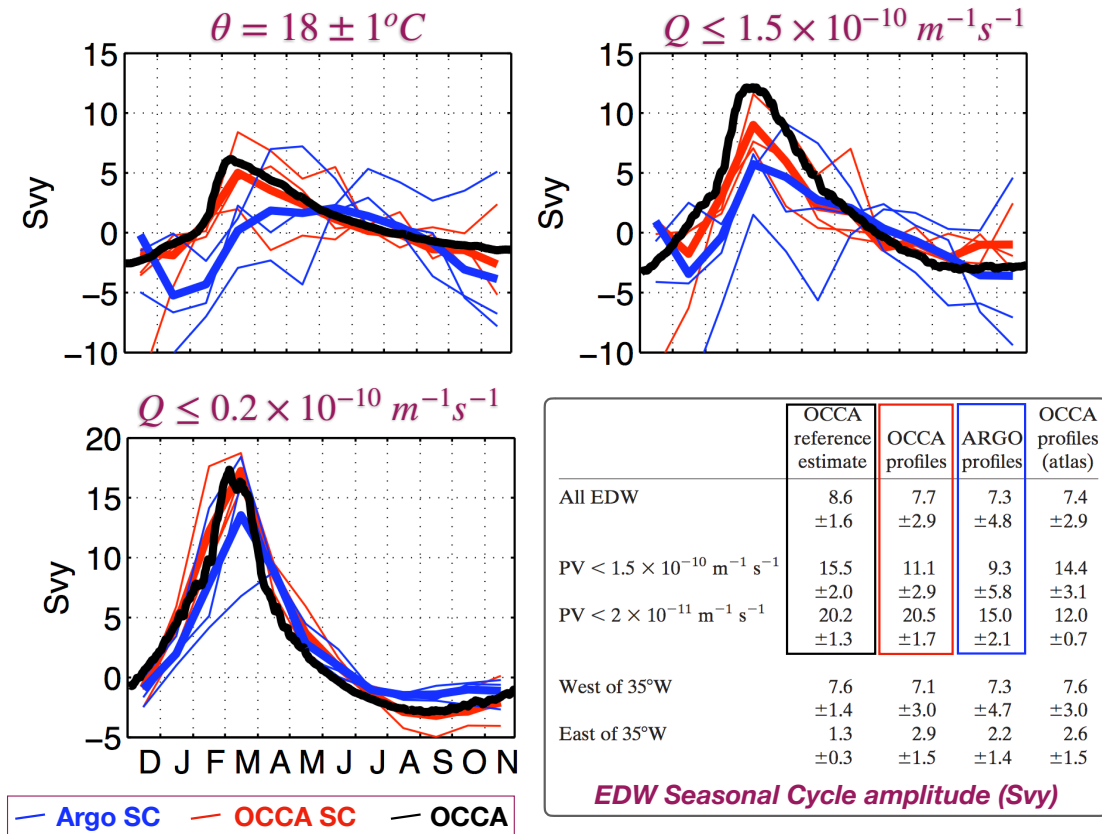 θ = 18 ± 1°C
15
10
5
0
−5
−10
Svy
Q ≤ 1.5 × 10⁻¹⁰ m⁻¹s⁻¹
15
10
5
0
−5
−10
Svy
Q ≤ 0.2 × 10⁻¹⁰ m⁻¹s⁻¹
20
15
10
5
0
−5
Svy
D J F M A M J J A S O N
Argo SC OCCA SC OCCA
OCCA OCCA
reference OCCA ARGO profiles
estimate profiles profiles (atlas)
All EDW 8.6 7.7 7.3 7.4
±1.6 ±2.9 ±4.8 ±2.9
PV < 1.5 × 10⁻¹⁰ m⁻¹ s⁻¹ 15.5 11.1 9.3 14.4
±2.0 ±2.9 ±5.8 ±3.1
PV < 2 × 10⁻¹¹ m⁻¹ s⁻¹ 20.2 20.5 15.0 12.0
±1.3 ±1.7 ±2.1 ±0.7
West of 35°W 7.6 7.1 7.3 7.6
±1.4 ±3.0 ±4.7 ±3.0
East of 35°W 1.3 2.9 2.2 2.6
±0.3 ±1.5 ±1.4 ±1.5
EDW Seasonal Cycle amplitude (Svy)